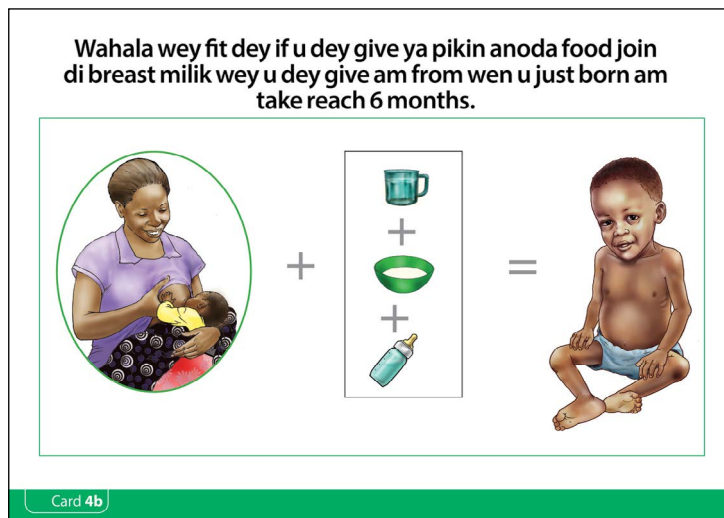 Wahala wey fit dey if u dey give ya pikin anoda food join
di breast milik wey u dey give am from wen u just born am
take reach 6 months.
+
+
+
=
Card 4b